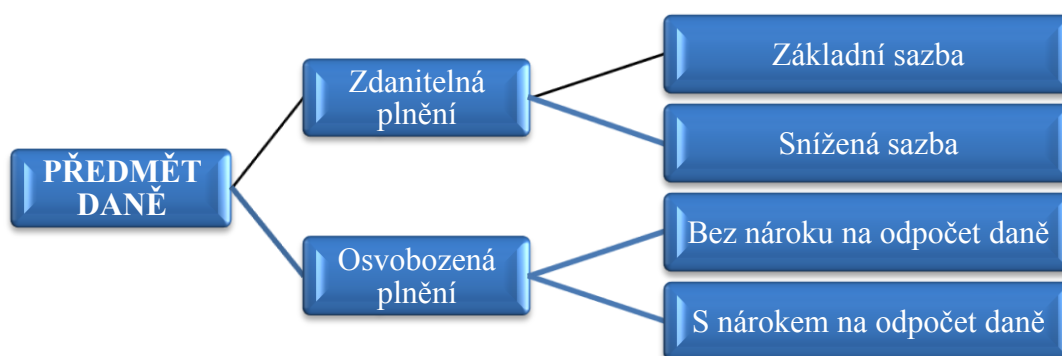 PŘEDMĚT
DANĚ
Zdanitelná
plnění
Základní sazba
Snížená sazba
Osvobozená
plnění
Bez nároku na odpočet daně
S nárokem na odpočet daně